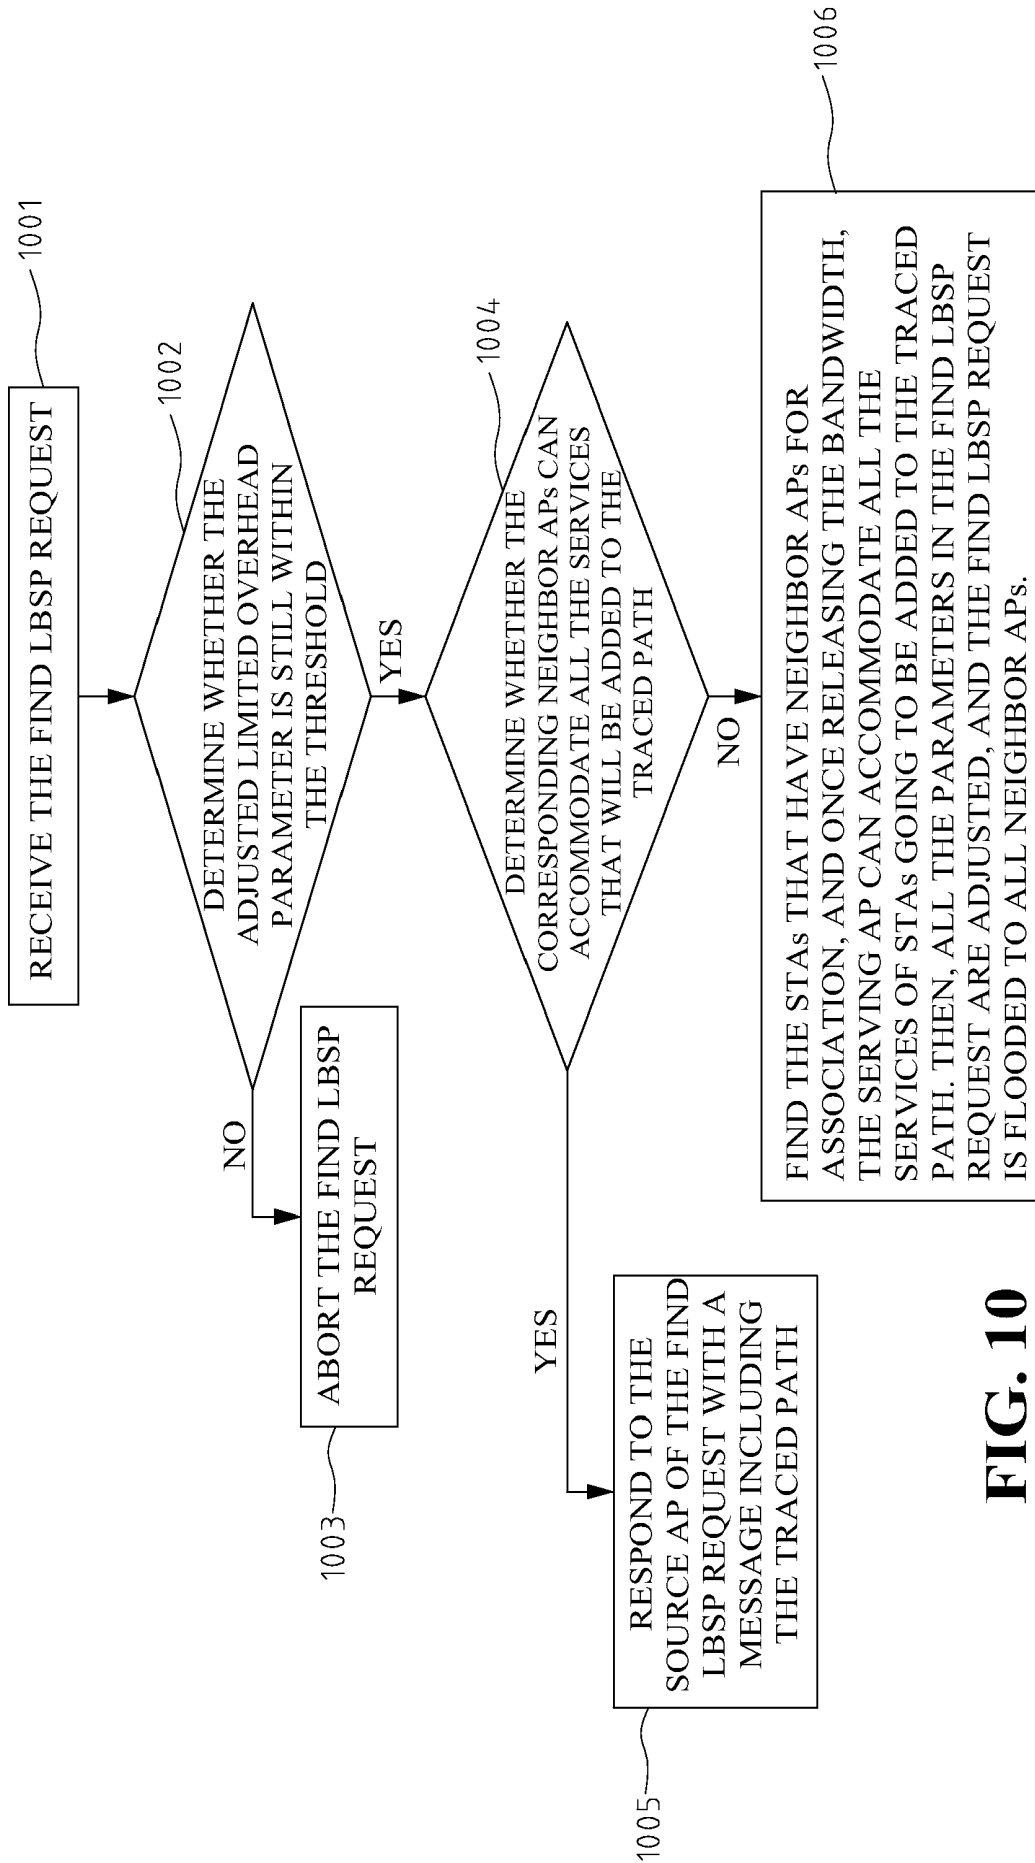 1001
RECEIVE THE FIND LBSP REQUEST
1002
DETERMINE WHETHER THE
ADJUSTED LIMITED OVERHEAD
PARAMETER IS STILL WITHIN
THE THRESHOLD
NO
YES
ABORT THE FIND LBSP
REQUEST
1003
1004
DETERMINE WHETHER THE
CORRESPONDING NEIGHBOR APs CAN
ACCOMMODATE ALL THE SERVICES
THAT WILL BE ADDED TO THE
TRACED PATH
YES
NO
RESPOND TO THE
SOURCE AP OF THE FIND
LBSP REQUEST WITH A
MESSAGE INCLUDING
THE TRACED PATH
1005
1006
FIND THE STAs THAT HAVE NEIGHBOR APs FOR
ASSOCIATION, AND ONCE RELEASING THE BANDWIDTH,
THE SERVING AP CAN ACCOMMODATE ALL THE
SERVICES OF STAs GOING TO BE ADDED TO THE TRACED
PATH. THEN, ALL THE PARAMETERS IN THE FIND LBSP
REQUEST ARE ADJUSTED, AND THE FIND LBSP REQUEST
IS FLOODED TO ALL NEIGHBOR APs.
FIG. 10